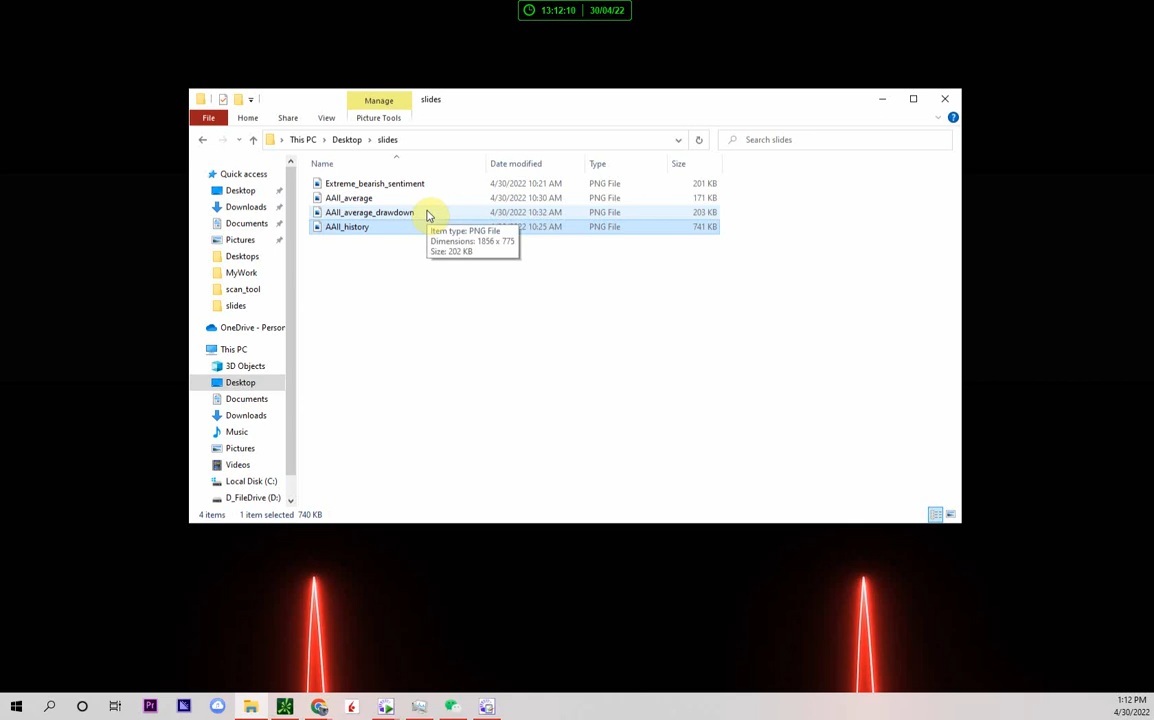 13:12:10 30/04/22
Manage slides
File Home Share View Picture Tools
This PC Desktop slides Search slides
Name Date modified Type Size
Quick access
Desktop
Downloads
Documents
Pictures
Desktops
MyWork
scan_tool
slides
OneDrive - Person
This PC
3D Objects
Desktop
Documents
Downloads
Music
Pictures
Videos
Local Disk (C:)
D_FileDrive (D:)
Extreme_bearish_sentiment 4/30/2022 10:21 AM PNG File 201 KB
AAII_average 4/30/2022 10:30 AM PNG File 171 KB
AAII_average_drawdown 4/30/2022 10:32 AM PNG File 203 KB
AAII_history 10:25 AM PNG File 741 KB
Item type: PNG File
Dimensions: 1856 x 775
Size: 202 KB
4 items 1 item selected 740 KB
Pr
1:12 PM
4/30/2022